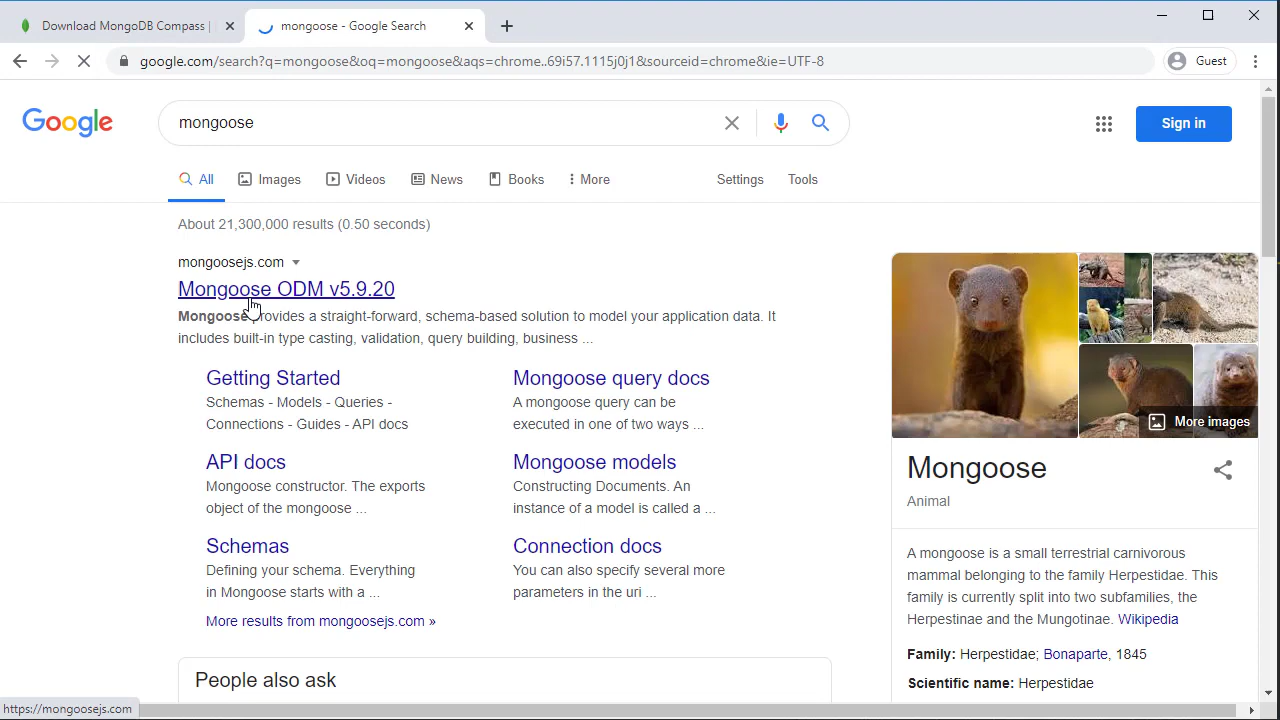 Download MongoDB Compass |
mongoose - Google Search
google.com/search?q=mongoose&oq=mongoose&aqs=chrome..69i57.1115j0j1&sourceid=chrome&ie=UTF-8
Guest
Google
mongoose
Sign in
All
Images
Videos
News
Books
More
Settings
Tools
About 21,300,000 results (0.50 seconds)
mongoosejs.com
Mongoose ODM v5.9.20
Mongoose provides a straight-forward, schema-based solution to model your application data. It
includes built-in type casting, validation, query building, business ...
Getting Started
Schemas - Models - Queries -
Connections - Guides - API docs
Mongoose query docs
A mongoose query can be
executed in one of two ways ...
API docs
Mongoose constructor. The exports
object of the mongoose ...
Mongoose models
Constructing Documents. An
instance of a model is called a ...
Schemas
Defining your schema. Everything
in Mongoose starts with a ...
Connection docs
You can also specify several more
parameters in the uri ...
More results from mongoosejs.com »
People also ask
More images
Mongoose
Animal
A mongoose is a small terrestrial carnivorous
mammal belonging to the family Herpestidae. This
family is currently split into two subfamilies, the
Herpestinae and the Mungotinae. Wikipedia
Family: Herpestidae; Bonaparte, 1845
Scientific name: Herpestidae
https://mongoosejs.com